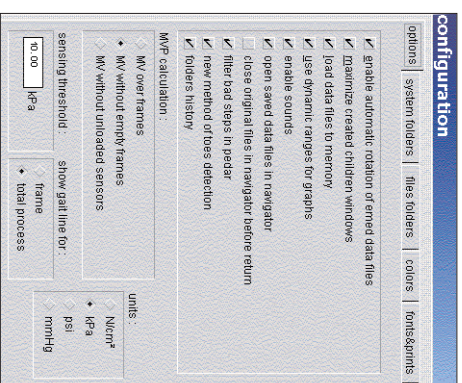 configuration
options system folders files folders colors fonts&prints
enable automatic rotation of emed data files
maximize created children windows
load data files to memory
use dynamic ranges for graphs
enable sounds
open saved data files in navigator
close original files in navigator before return
filter bad steps in pedar
new method of toes detection
folders history
MVP calculation :
MV over frames
MV without empty frames
MV without unloaded sensors
units :
N/cm²
kPa
psi
mmHg
sensing threshold :
10.00 kPa
show gait line for :
frame
total process